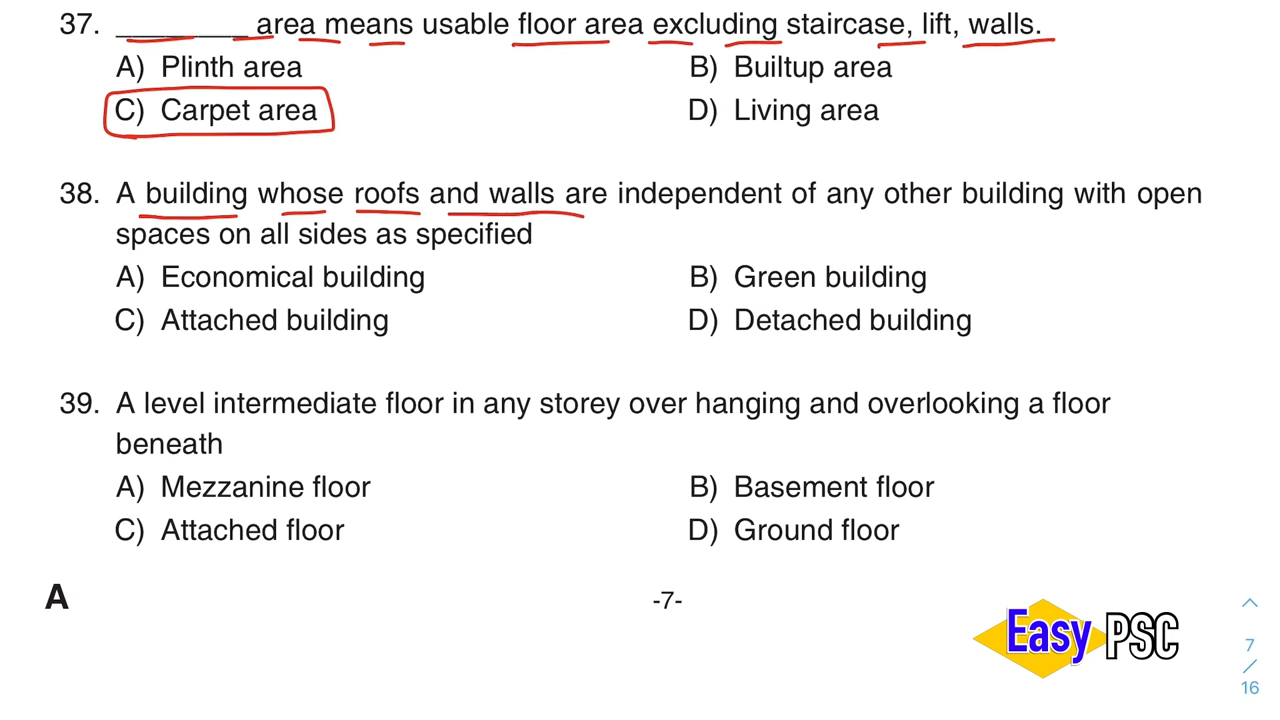 37. ________ area means usable floor area excluding staircase, lift, walls.
A) Plinth area B) Builtup area
C) Carpet area D) Living area
38. A building whose roofs and walls are independent of any other building with open
spaces on all sides as specified
A) Economical building B) Green building
C) Attached building D) Detached building
39. A level intermediate floor in any storey over hanging and overlooking a floor
beneath
A) Mezzanine floor B) Basement floor
C) Attached floor D) Ground floor
A -7-
Easy PSC
7
/
16